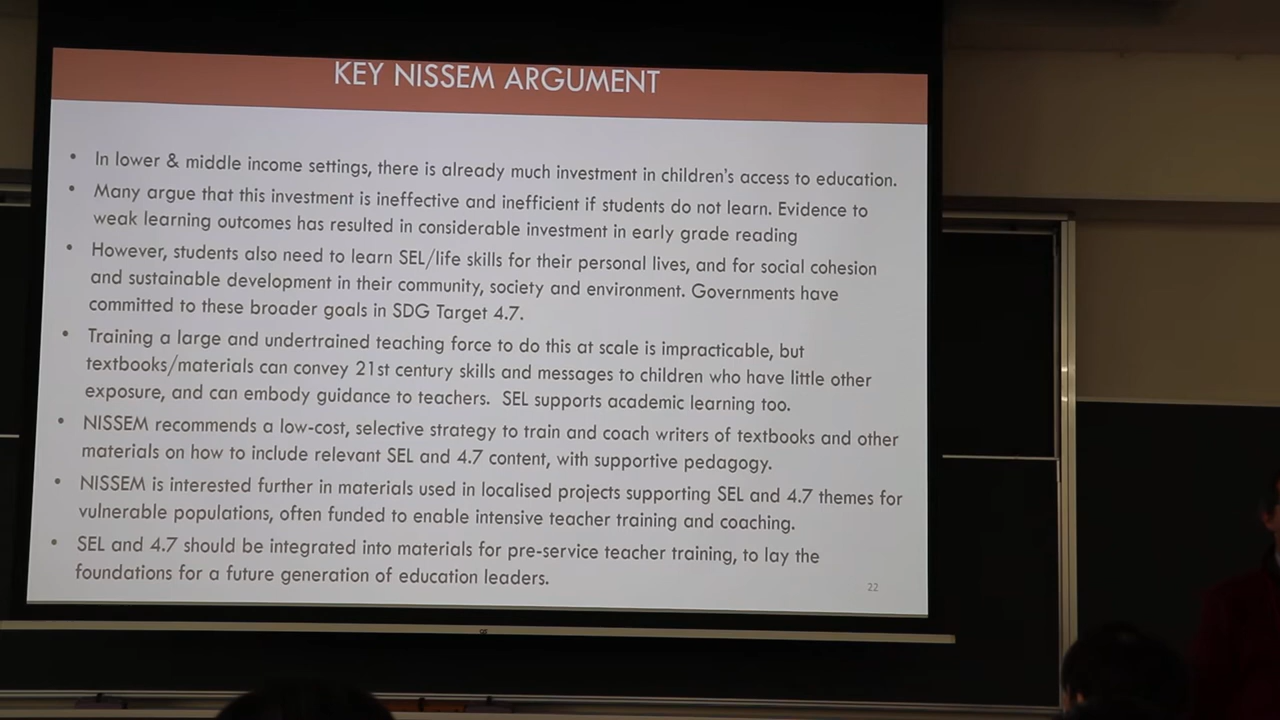 KEY NISSEM ARGUMENT
• In lower & middle income settings, there is already much investment in children's access to education.
• Many argue that this investment is ineffective and inefficient if students do not learn. Evidence to
weak learning outcomes has resulted in considerable investment in early grade reading
• However, students also need to learn SEL/life skills for their personal lives, and for social cohesion
and sustainable development in their community, society and environment. Governments have
committed to these broader goals in SDG Target 4.7.
• Training a large and undertrained teaching force to do this at scale is impracticable, but
textbooks/materials can convey 21st century skills and messages to children who have little other
exposure, and can embody guidance to teachers. SEL supports academic learning too.
• NISSEM recommends a low-cost, selective strategy to train and coach writers of textbooks and other
materials on how to include relevant SEL and 4.7 content, with supportive pedagogy.
• NISSEM is interested further in materials used in localised projects supporting SEL and 4.7 themes for
vulnerable populations, often funded to enable intensive teacher training and coaching.
• SEL and 4.7 should be integrated into materials for pre-service teacher training, to lay the
foundations for a future generation of education leaders.
22